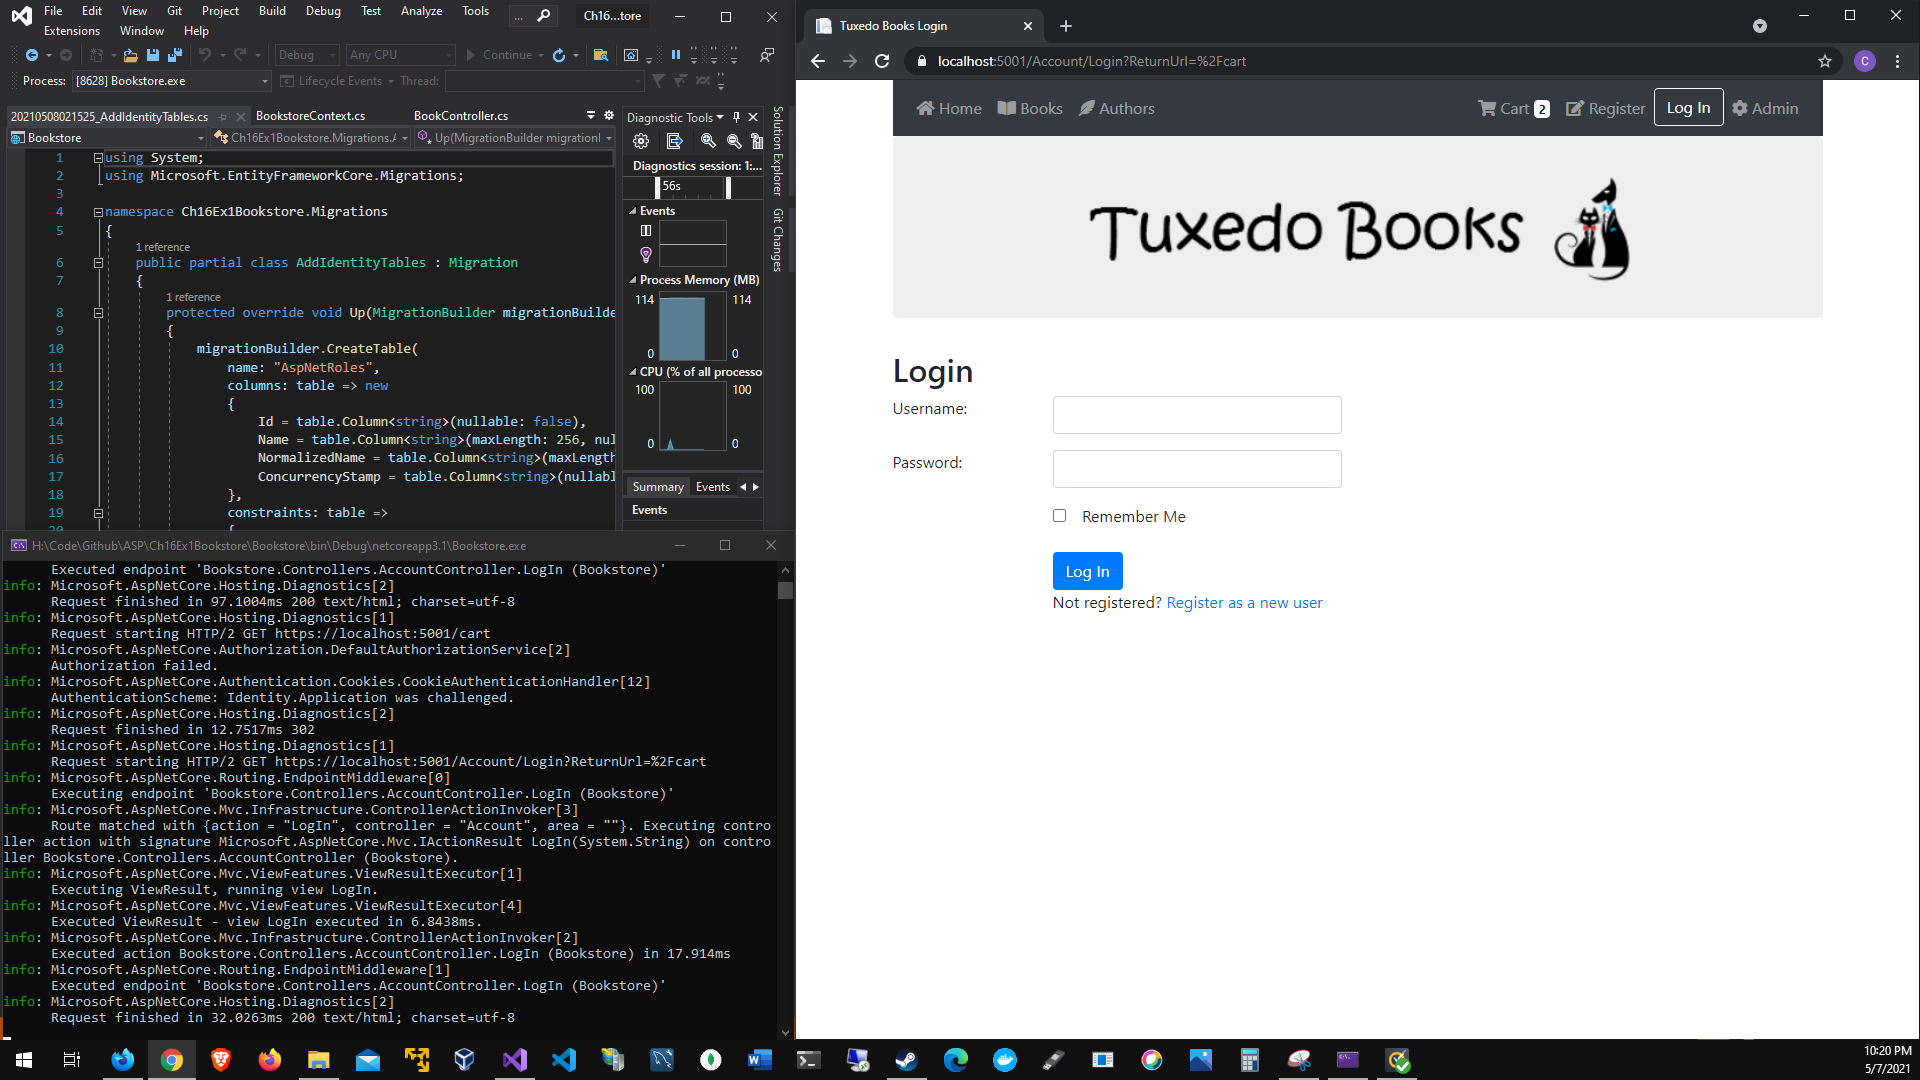 File Edit View Git Project Build Debug Test Analyze Tools ... Ch16...tore
Extensions Window Help
Debug Any CPU Continue
Process: [8628] Bookstore.exe Lifecycle Events Thread:
20210508021525_AddIdentityTables.cs BookstoreContext.cs BookController.cs
Bookstore Ch16Ex1Bookstore.Migrations.A Up(MigrationBuilder migrationl
1 using System;
2 using Microsoft.EntityFrameworkCore.Migrations;
3
4 namespace Ch16Ex1Bookstore.Migrations
5 {
1 reference
6 public partial class AddIdentityTables : Migration
7 {
1 reference
8 protected override void Up(MigrationBuilder migrationBuilde
9 {
10 migrationBuilder.CreateTable(
11 name: "AspNetRoles",
12 columns: table => new
13 {
14 Id = table.Column<string>(nullable: false),
15 Name = table.Column<string>(maxLength: 256, nul
16 NormalizedName = table.Column<string>(maxLength
17 ConcurrencyStamp = table.Column<string>(nullabl
18 },
19 constraints: table =>
20 {
Diagnostic Tools
Diagnostics session: 1:...
56s
Events
Process Memory (MB)
114 114
0 0
CPU (% of all processo
100 100
0 0
Summary Events
Events
Solution Explorer
Git Changes
H:\Code\Github\ASP\Ch16Ex1Bookstore\Bookstore\bin\Debug\netcoreapp3.1\Bookstore.exe
Executed endpoint 'Bookstore.Controllers.AccountController.LogIn (Bookstore)'
info: Microsoft.AspNetCore.Hosting.Diagnostics[2]
Request finished in 97.1004ms 200 text/html; charset=utf-8
info: Microsoft.AspNetCore.Hosting.Diagnostics[1]
Request starting HTTP/2 GET https://localhost:5001/cart
info: Microsoft.AspNetCore.Authorization.DefaultAuthorizationService[2]
Authorization failed.
info: Microsoft.AspNetCore.Authentication.Cookies.CookieAuthenticationHandler[12]
AuthenticationScheme: Identity.Application was challenged.
info: Microsoft.AspNetCore.Hosting.Diagnostics[2]
Request finished in 12.7517ms 302
info: Microsoft.AspNetCore.Hosting.Diagnostics[1]
Request starting HTTP/2 GET https://localhost:5001/Account/Login?ReturnUrl=%2Fcart
info: Microsoft.AspNetCore.Routing.EndpointMiddleware[0]
Executing endpoint 'Bookstore.Controllers.AccountController.LogIn (Bookstore)'
info: Microsoft.AspNetCore.Mvc.Infrastructure.ControllerActionInvoker[3]
Route matched with {action = "LogIn", controller = "Account", area = ""}. Executing contro
ller action with signature Microsoft.AspNetCore.Mvc.IActionResult LogIn(System.String) on contro
ller Bookstore.Controllers.AccountController (Bookstore).
info: Microsoft.AspNetCore.Mvc.ViewFeatures.ViewResultExecutor[1]
Executing ViewResult, running view LogIn.
info: Microsoft.AspNetCore.Mvc.ViewFeatures.ViewResultExecutor[4]
Executed ViewResult - view LogIn executed in 6.8438ms.
info: Microsoft.AspNetCore.Mvc.Infrastructure.ControllerActionInvoker[2]
Executed action Bookstore.Controllers.AccountController.LogIn (Bookstore) in 17.914ms
info: Microsoft.AspNetCore.Routing.EndpointMiddleware[1]
Executed endpoint 'Bookstore.Controllers.AccountController.LogIn (Bookstore)'
info: Microsoft.AspNetCore.Hosting.Diagnostics[2]
Request finished in 32.0263ms 200 text/html; charset=utf-8
Tuxedo Books Login
localhost:5001/Account/Login?ReturnUrl=%2Fcart C
Home Books Authors Cart 2 Register Log In Admin
Tuxedo Books
Login
Username:
Password:
Remember Me
Log In
Not registered? Register as a new user
10:20 PM
5/7/2021